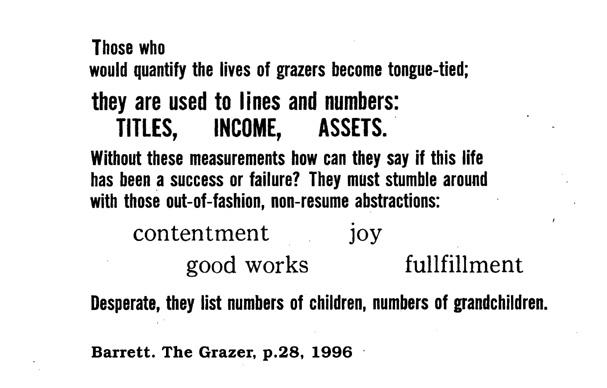 Those who
would quantify the lives of grazers become tongue-tied;
they are used to lines and numbers:
TITLES, INCOME, ASSETS.
Without these measurements how can they say if this life
has been a success or failure? They must stumble around
with those out-of-fashion, non-resume abstractions:
contentment joy
good works fullfillment
Desperate, they list numbers of children, numbers of grandchildren.
Barrett. The Grazer, p.28, 1996